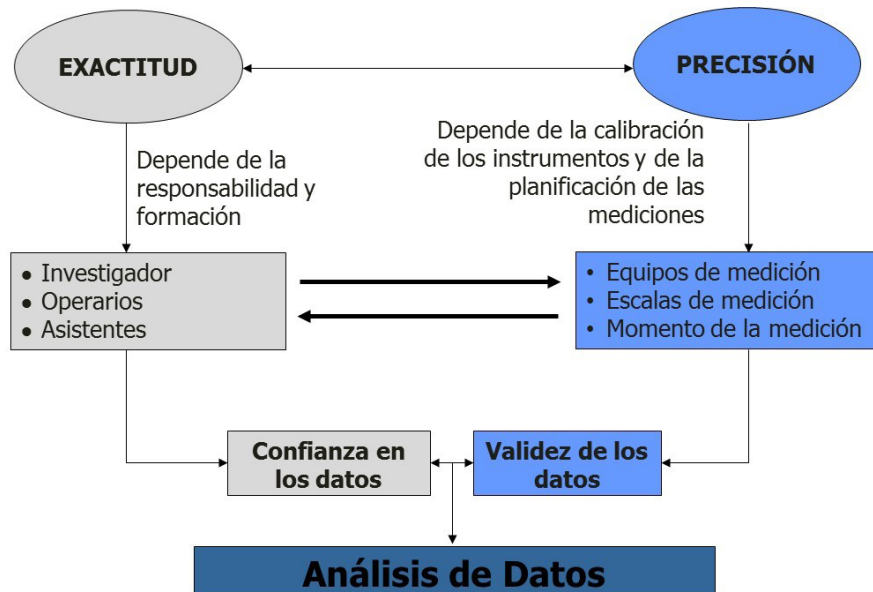 EXACTITUD
PRECISIÓN
Depende de la
responsabilidad y
formación
Depende de la calibración
de los instrumentos y de la
planificación de las
mediciones
● Investigador
● Operarios
● Asistentes
• Equipos de medición
• Escalas de medición
• Momento de la medición
Confianza en
los datos
Validez de los
datos
Análisis de Datos